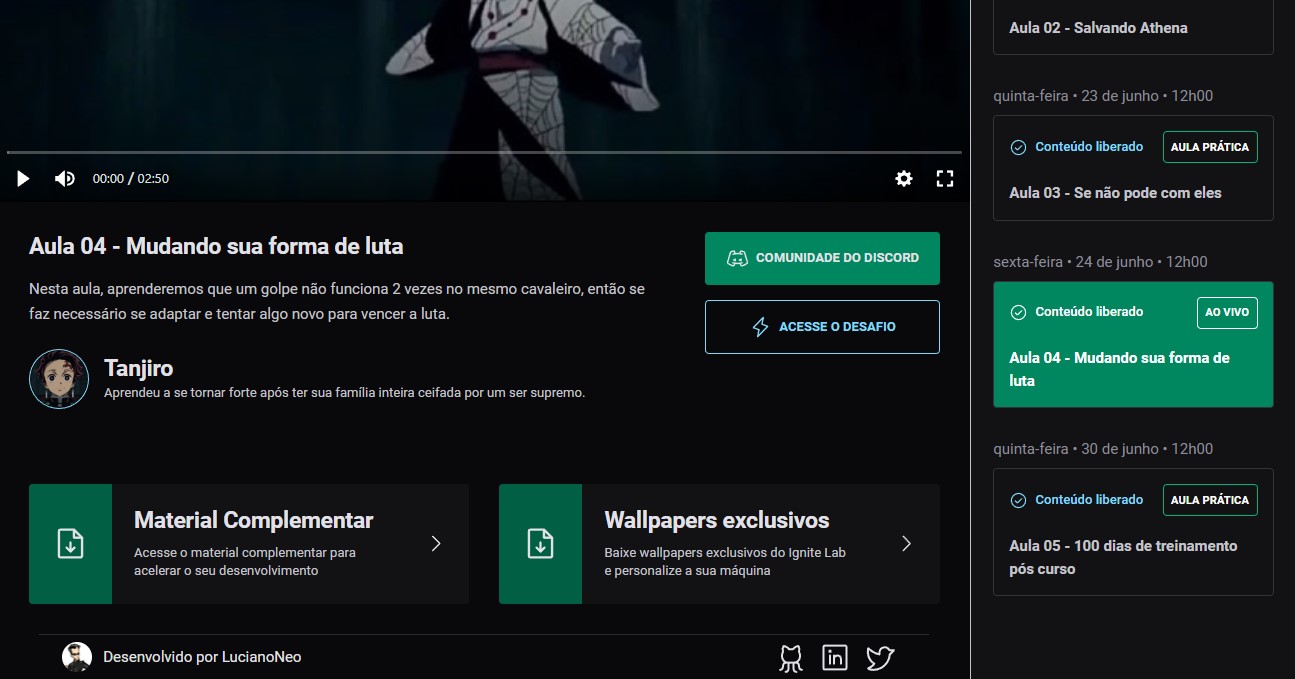 00:00 / 02:50
Aula 04 - Mudando sua forma de luta
Nesta aula, aprenderemos que um golpe não funciona 2 vezes no mesmo cavaleiro, então se
faz necessário se adaptar e tentar algo novo para vencer a luta.
Tanjiro
Aprendeu a se tornar forte após ter sua família inteira ceifada por um ser supremo.
COMUNIDADE DO DISCORD
ACESSE O DESAFIO
Material Complementar
Acesse o material complementar para
acelerar o seu desenvolvimento
Wallpapers exclusivos
Baixe wallpapers exclusivos do Ignite Lab
e personalize a sua máquina
Desenvolvido por LucianoNeo
in
Aula 02 - Salvando Athena
quinta-feira • 23 de junho • 12h00
Conteúdo liberado
AULA PRÁTICA
Aula 03 - Se não pode com eles
sexta-feira • 24 de junho • 12h00
Conteúdo liberado
AO VIVO
Aula 04 - Mudando sua forma de
luta
quinta-feira • 30 de junho • 12h00
Conteúdo liberado
AULA PRÁTICA
Aula 05 - 100 dias de treinamento
pós curso